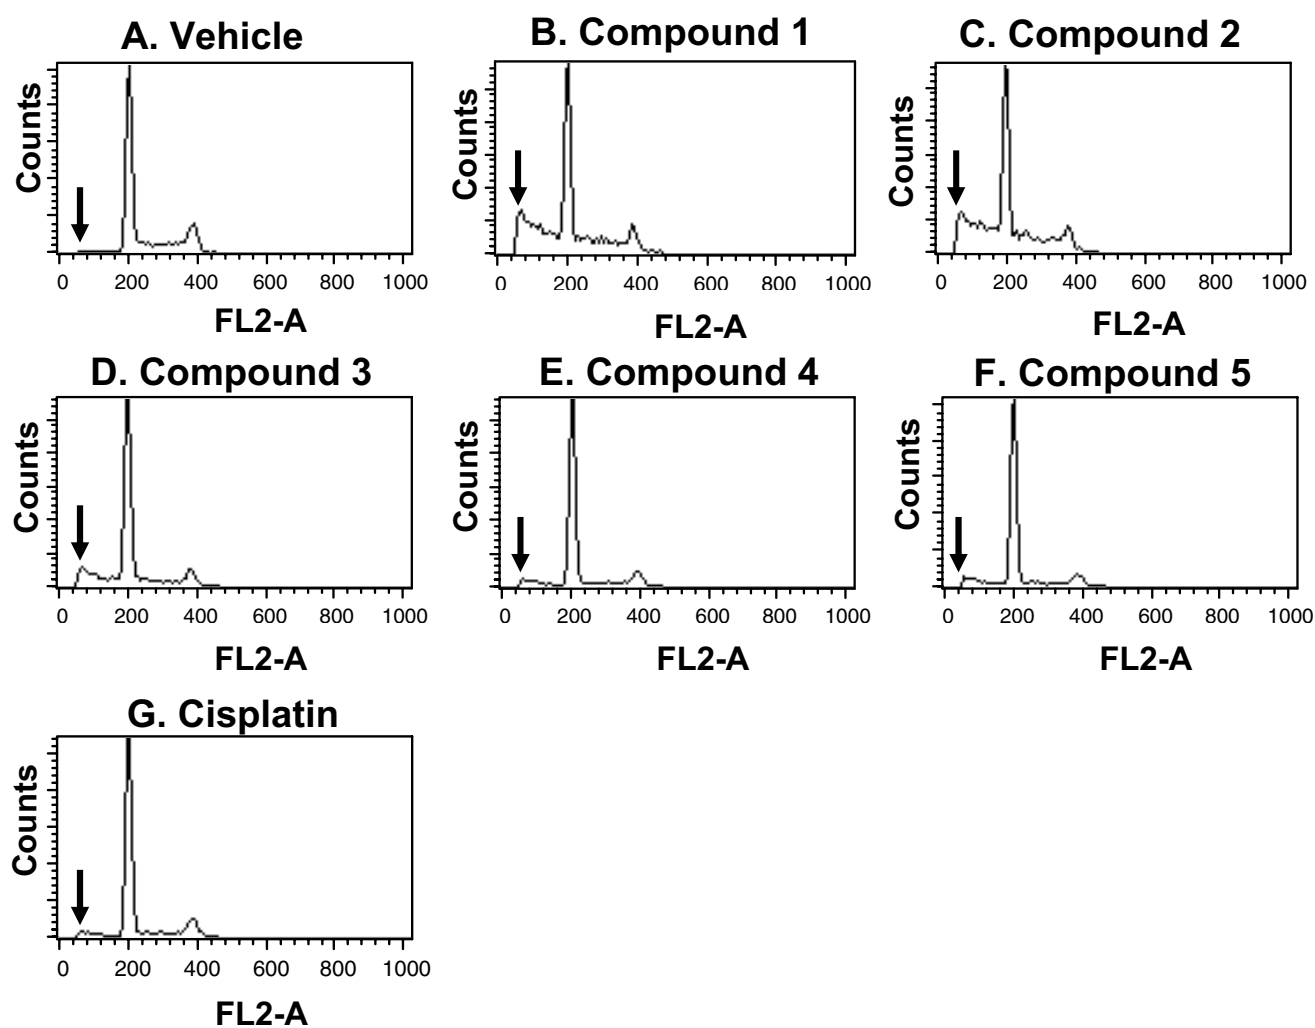 A. Vehicle
B. Compound 1
C. Compound 2
Counts
Counts
Counts
0 200 400 600 800 1000
0 200 400 600 800 1000
0 200 400 600 800 1000
FL2-A
FL2-A
FL2-A
D. Compound 3
E. Compound 4
F. Compound 5
Counts
Counts
Counts
0 200 400 600 800 1000
0 200 400 600 800 1000
0 200 400 600 800 1000
FL2-A
FL2-A
FL2-A
G. Cisplatin
Counts
0 200 400 600 800 1000
FL2-A